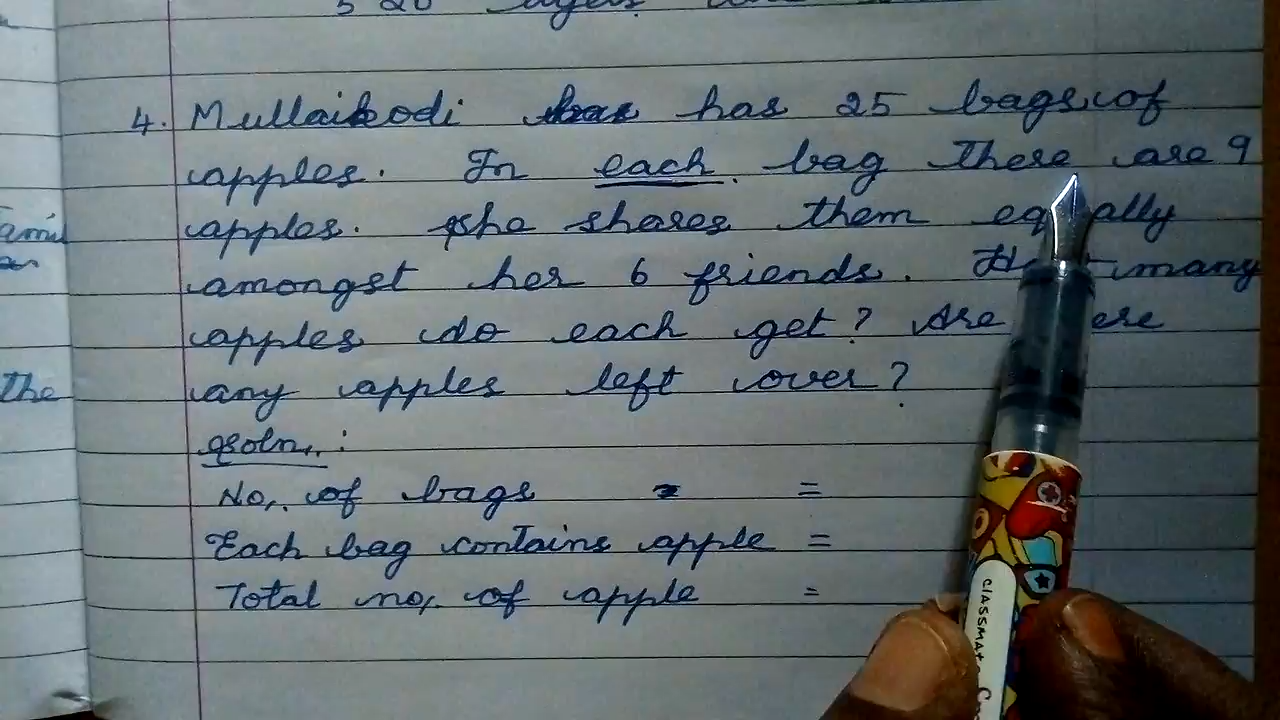 4. Mullaikodi has 25 bags of
apples. In each bag there are 9
apples. she shares them equally
amongst her 6 friends. How many
apples do each get? Are there
any apples left over?
Soln,:
No, of bags =
Each bag contains apple =
Total no, of apple =
The
CLASSMATE